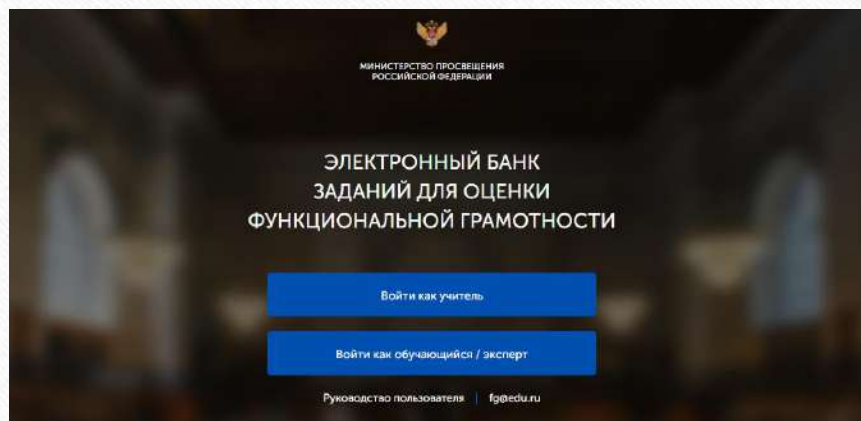 МИНИСТЕРСТВО ПРОСВЕЩЕНИЯ
РОССИЙСКОЙ ФЕДЕРАЦИИ
ЭЛЕКТРОННЫЙ БАНК
ЗАДАНИЙ ДЛЯ ОЦЕНКИ
ФУНКЦИОНАЛЬНОЙ ГРАМОТНОСТИ
Войти как учитель
Войти как обучающийся / эксперт
Руководство пользователя | fg@edu.ru